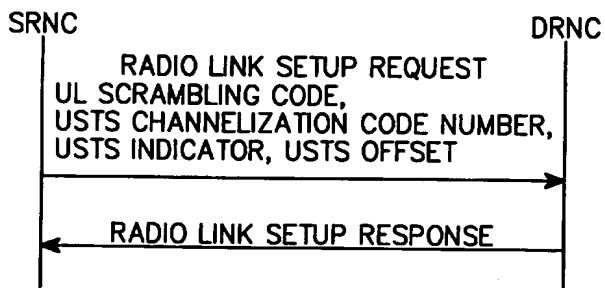 SRNC
DRNC
RADIO LINK SETUP REQUEST
UL SCRAMBLING CODE,
USTS CHANNELIZATION CODE NUMBER,
USTS INDICATOR, USTS OFFSET
RADIO LINK SETUP RESPONSE